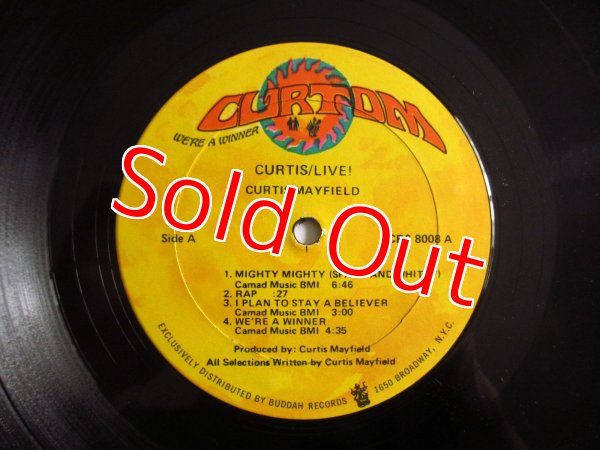 CURTOM
WE'RE A WINNER
CURTIS/LIVE!
CURTIS MAYFIELD
Sold Out
Side A
8008 A
1. MIGHTY MIGHTY
Camad Music BMI 6:46
2. RAP :27
3. I PLAN TO STAY A BELIEVER
Camad Music BMI 3:00
4. WE'RE A WINNER
Camad Music BMI 4:35
Produced by: Curtis Mayfield
All Selections Written by Curtis Mayfield
EXCLUSIVELY DISTRIBUTED BY BUDDAH RECORDS 1650 BROADWAY, N.Y.C.